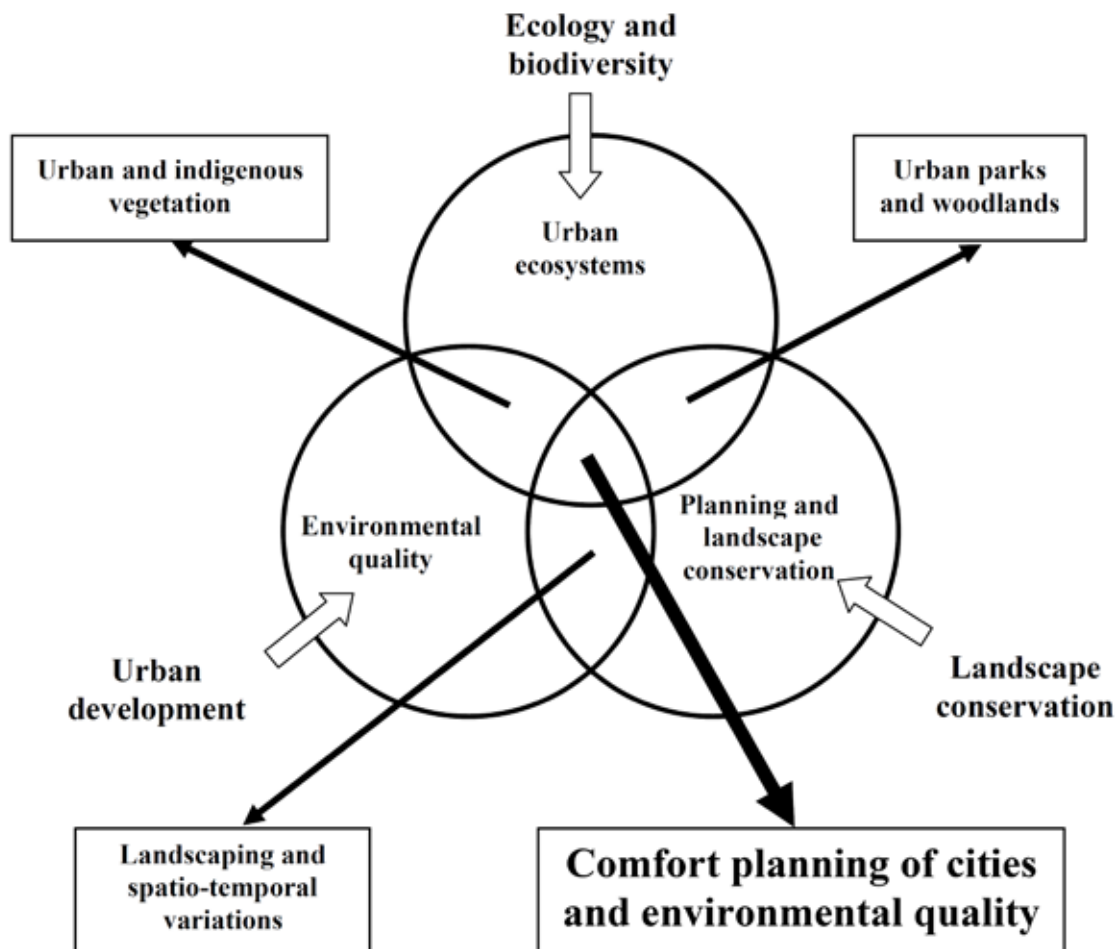 Ecology and
biodiversity
Urban and indigenous
vegetation
Urban parks
and woodlands
Urban
ecosystems
Environmental
quality
Planning and
landscape
conservation
Urban
development
Landscape
conservation
Landscaping and
spatio-temporal
variations
Comfort planning of cities
and environmental quality